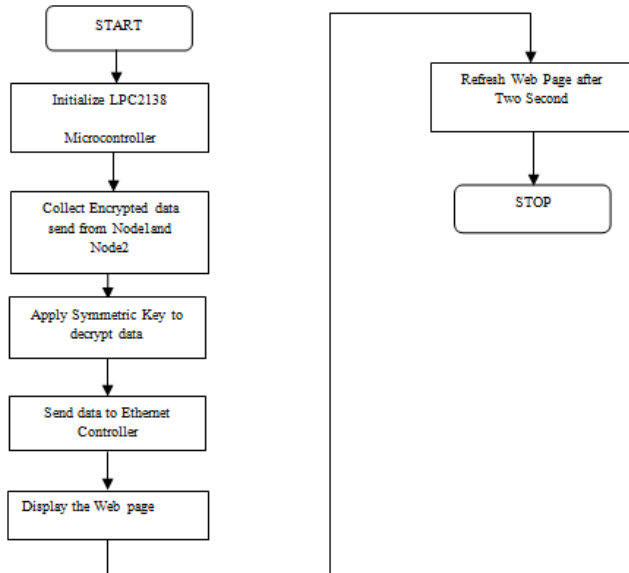 START
Initialize LPC2138
Microcontroller
Collect Encrypted data
send from Node1and
Node2
Apply Symmetric Key to
decrypt data
Send data to Ethernet
Controller
Display the Web page
Refresh Web Page after
Two Second
STOP